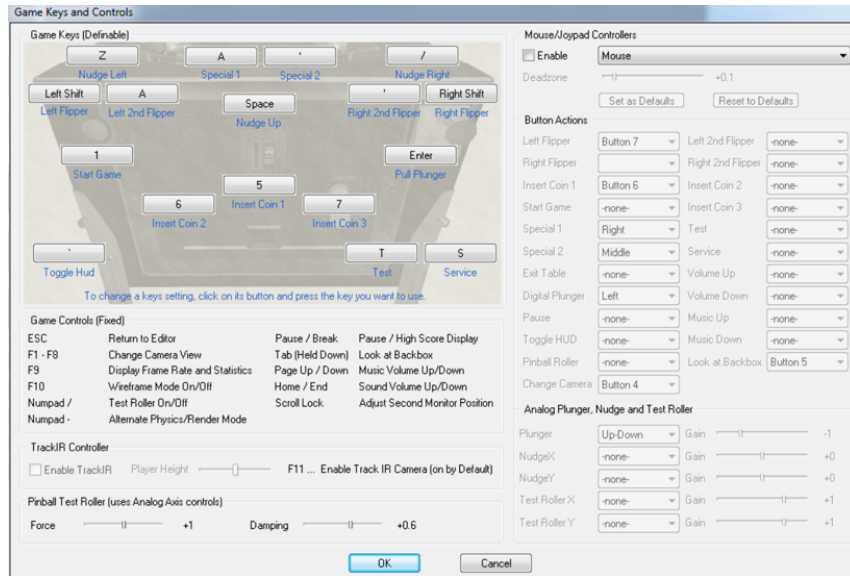 Game Keys and Controls
Game Keys (Definable)
Z
Nudge Left
A
Special 1
'
Special 2
/
Nudge Right
Left Shift
Left Flipper
A
Left 2nd Flipper
Space
Nudge Up
'
Right 2nd Flipper
Right Shift
Right Flipper
1
Start Game
Enter
Pull Plunger
5
Insert Coin 1
6
Insert Coin 2
7
Insert Coin 3
`
Toggle Hud
T
Test
S
Service
To change a keys setting, click on its button and press the key you want to use.
Game Controls (Fixed)
ESC Return to Editor Pause / Break Pause / High Score Display
F1 - F8 Change Camera View Tab (Held Down) Look at Backbox
F9 Display Frame Rate and Statistics Page Up / Down Music Volume Up/Down
F10 Wireframe Mode On/Off Home / End Sound Volume Up/Down
Numpad / Test Roller On/Off Scroll Lock Adjust Second Monitor Position
Numpad - Alternate Physics/Render Mode
TrackIR Controller
Enable TrackIR Player Height F11 ... Enable Track IR Camera (on by Default)
Pinball Test Roller (uses Analog Axis controls)
Force +1 Damping +0.6
Mouse/Joypad Controllers
Enable Mouse
Deadzone +0.1
Set as Defaults Reset to Defaults
Button Actions
Left Flipper Button 7 Left 2nd Flipper -none-
Right Flipper Right 2nd Flipper -none-
Insert Coin 1 Button 6 Insert Coin 2 -none-
Start Game -none- Insert Coin 3 -none-
Special 1 Right Test -none-
Special 2 Middle Service -none-
Exit Table -none- Volume Up -none-
Digital Plunger Left Volume Down -none-
Pause -none- Music Up -none-
Toggle HUD -none- Music Down -none-
Pinball Roller -none- Look at Backbox Button 5
Change Camera Button 4
Analog Plunger, Nudge and Test Roller
Plunger Up-Down Gain -1
NudgeX -none- Gain +0
NudgeY -none- Gain +0
Test Roller X -none- Gain +1
Test Roller Y -none- Gain +1
OK Cancel